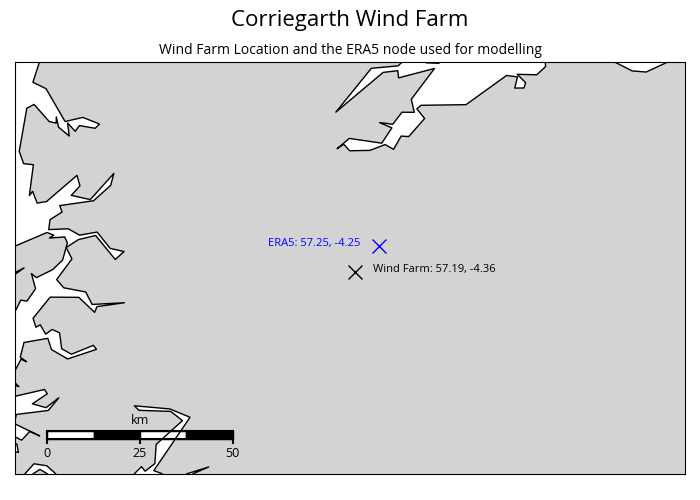 Corriegarth Wind Farm
Wind Farm Location and the ERA5 node used for modelling
ERA5: 57.25, -4.25
Wind Farm: 57.19, -4.36
km
0 25 50